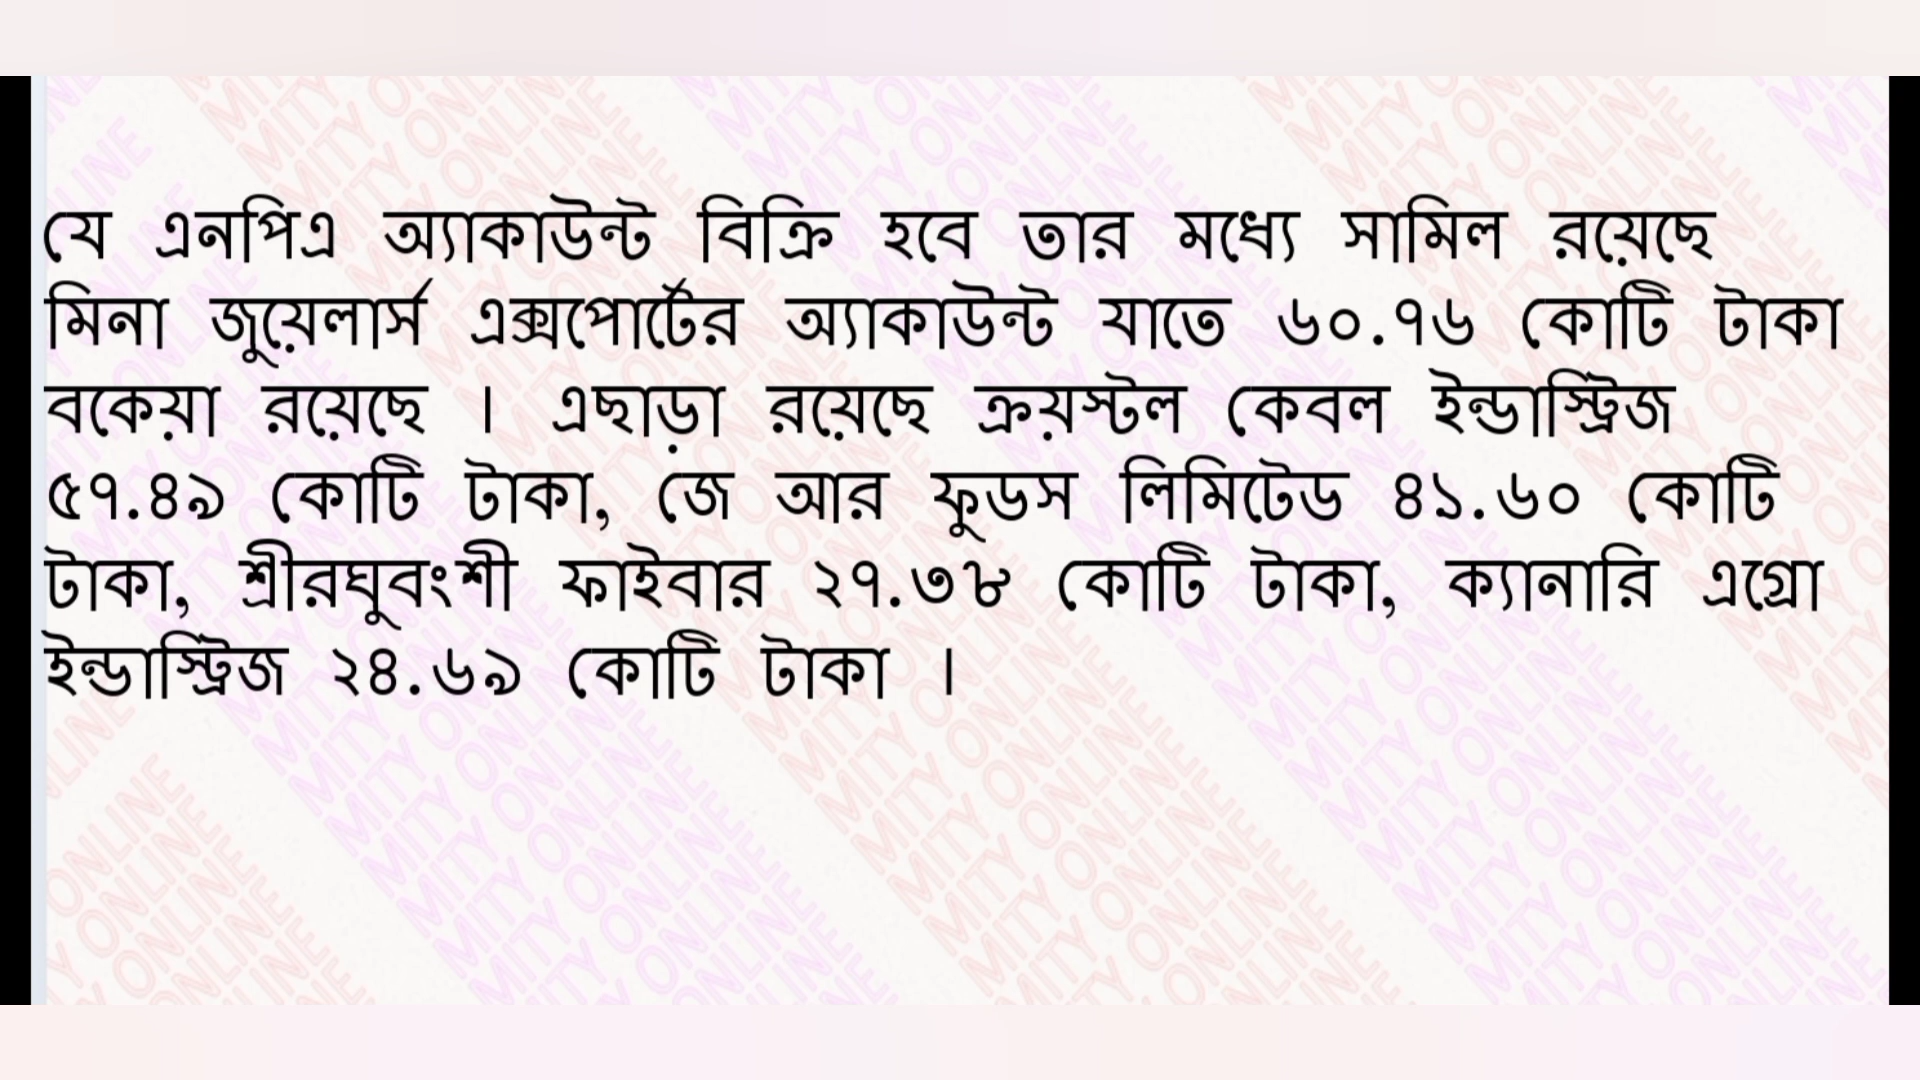 যে এনপিএ অ্যাকাউন্ট বিক্রি হবে তার মধ্যে সামিল রয়েছে
মিনা জুয়েলার্স এক্সপোর্টের অ্যাকাউন্ট যাতে ৬০.৭৬ কোটি টাকা
বকেয়া রয়েছে । এছাড়া রয়েছে ক্রয়স্টল কেবল ইন্ডাস্ট্রিজ
৫৭.৪৯ কোটি টাকা, জে আর ফুডস লিমিটেড ৪১.৬০ কোটি
টাকা, শ্রীরঘুবংশী ফাইবার ২৭.৩৮ কোটি টাকা, ক্যানারি এগ্রো
ইন্ডাস্ট্রিজ ২৪.৬৯ কোটি টাকা ।